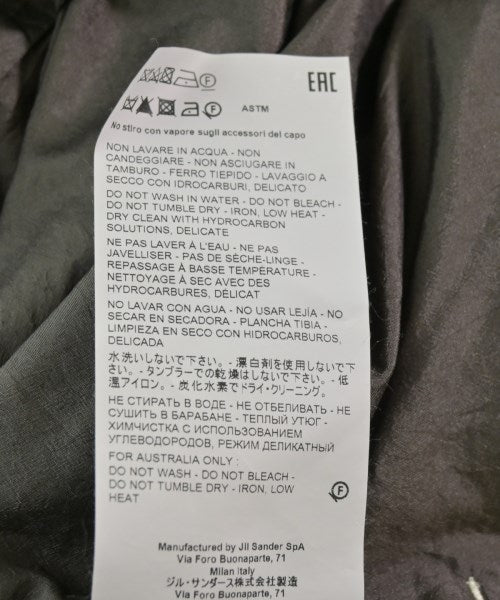 F
EAC
F
ASTM
No stiro con vapore sugli accessori del capo
NON LAVARE IN ACQUA - NON
CANDEGGIARE - NON ASCIUGARE IN
TAMBURO - FERRO TIEPIDO - LAVAGGIO A
SECCO CON IDROCARBURI, DELICATO
DO NOT WASH IN WATER - DO NOT BLEACH -
DO NOT TUMBLE DRY - IRON, LOW HEAT -
DRY CLEAN WITH HYDROCARBON
SOLUTIONS, DELICATE
NE PAS LAVER À L'EAU - NE PAS
JAVELLISER - PAS DE SÈCHE-LINGE -
REPASSAGE À BASSE TEMPÉRATURE -
NETTOYAGE À SEC AVEC DES
HYDROCARBURES, DÉLICAT
NO LAVAR CON AGUA - NO USAR LEJÍA - NO
SECAR EN SECADORA - PLANCHA TIBIA -
LIMPIEZA EN SECO CON HIDROCARBUROS,
DELICADA
水洗いしないで下さい。- 漂白剤を使用しないで下
さい。- タンブラーでの乾燥はしないで下さい。- 低
温アイロン。- 炭化水素でドライ・クリーニング。
НЕ СТИРАТЬ В ВОДЕ - НЕ ОТБЕЛИВАТЬ - НЕ
СУШИТЬ В БАРАБАНЕ - ТЕПЛЫЙ УТЮГ -
ХИМЧИСТКА С ИСПОЛЬЗОВАНИЕМ
УГЛЕВОДОРОДОВ, РЕЖИМ ДЕЛИКАТНЫЙ
FOR AUSTRALIA ONLY :
DO NOT WASH - DO NOT BLEACH -
DO NOT TUMBLE DRY - IRON, LOW
HEAT
F
Manufactured by Jil Sander SpA
Via Foro Buonaparte, 71
Milan Italy
ジル・サンダース株式会社製造
Via Foro Buonaparte, 71